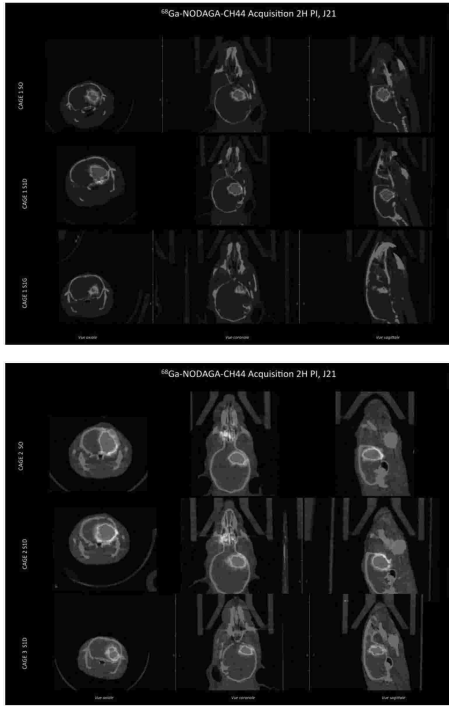 ⁶⁸Ga-NODAGA-CH44 Acquisition 2H PI, J21
CAGE 1 SO
CAGE 1 S1D
CAGE 1 S1G
Vue axiale
Vue coronale
Vue sagittale
⁶⁸Ga-NODAGA-CH44 Acquisition 2H PI, J21
CAGE 2 SO
CAGE 2 S1D
CAGE 3 S1D
Vue axiale
Vue coronale
Vue sagittale